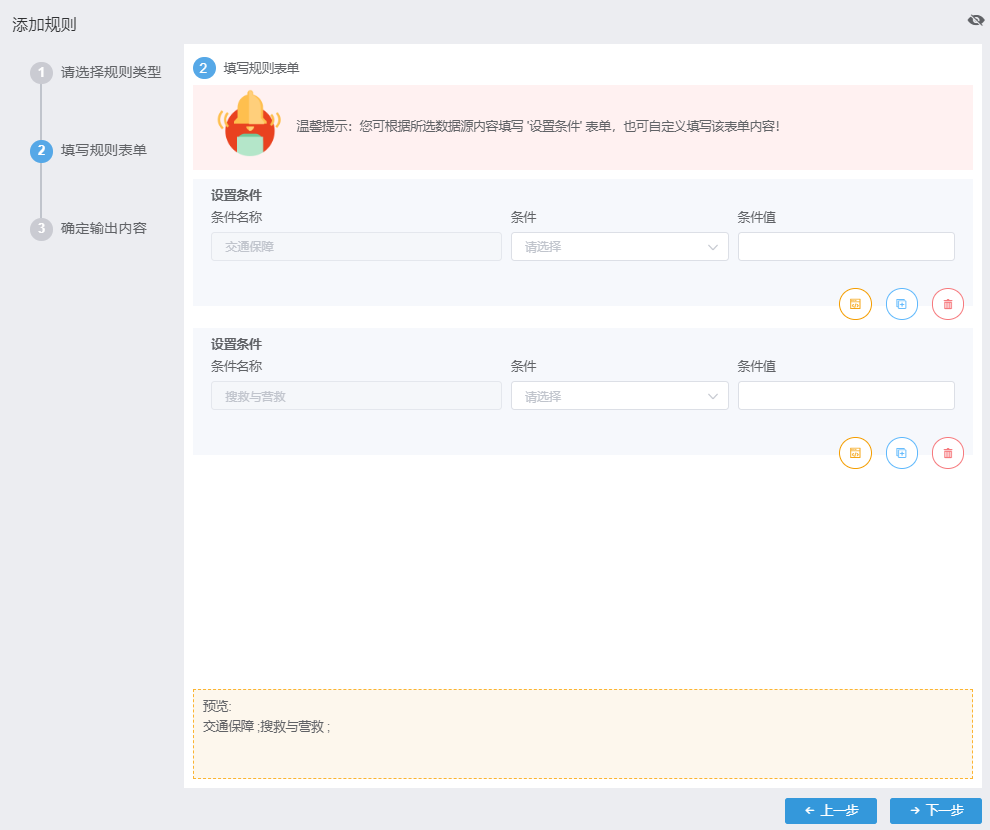 添加规则
1 请选择规则类型
2 填写规则表单
3 确定输出内容
2 填写规则表单
温馨提示：您可根据所选数据源内容填写 '设置条件' 表单，也可自定义填写该表单内容！
设置条件
条件名称 条件 条件值
交通保障 请选择
设置条件
条件名称 条件 条件值
搜救与营救 请选择
预览:
交通保障 ;搜救与营救 ;
上一步 下一步